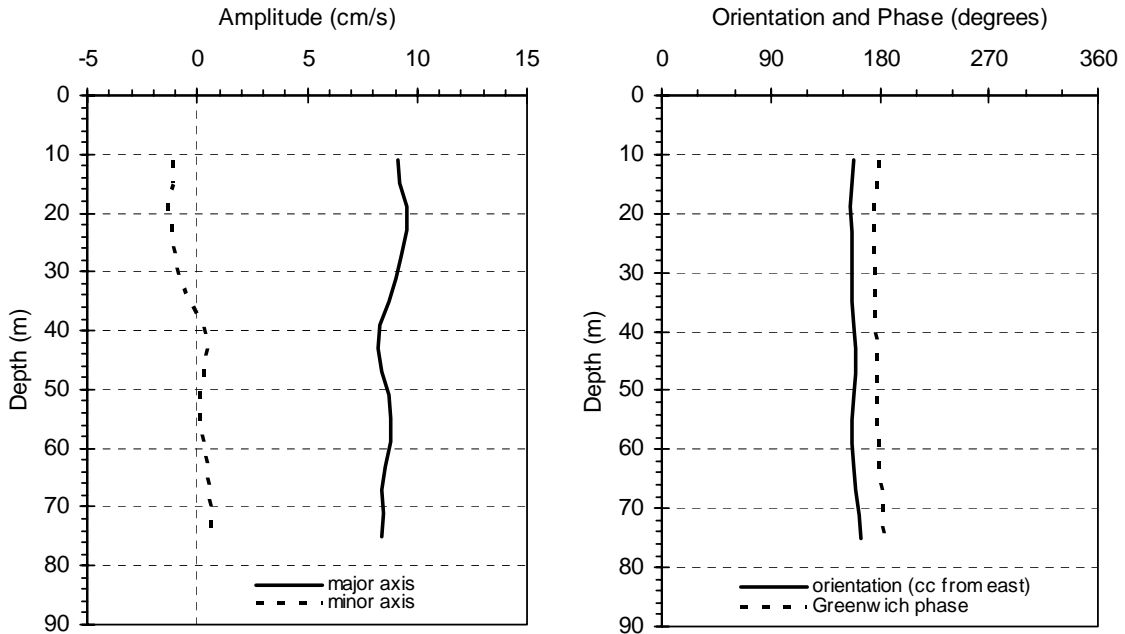 Amplitude (cm/s)
-5 0 5 10 15
0
10
20
30
40
50
60
70
80
90
Depth (m)
major axis
minor axis
Orientation and Phase (degrees)
0 90 180 270 360
0
10
20
30
40
50
60
70
80
90
Depth (m)
orientation (cc from east)
Greenwich phase